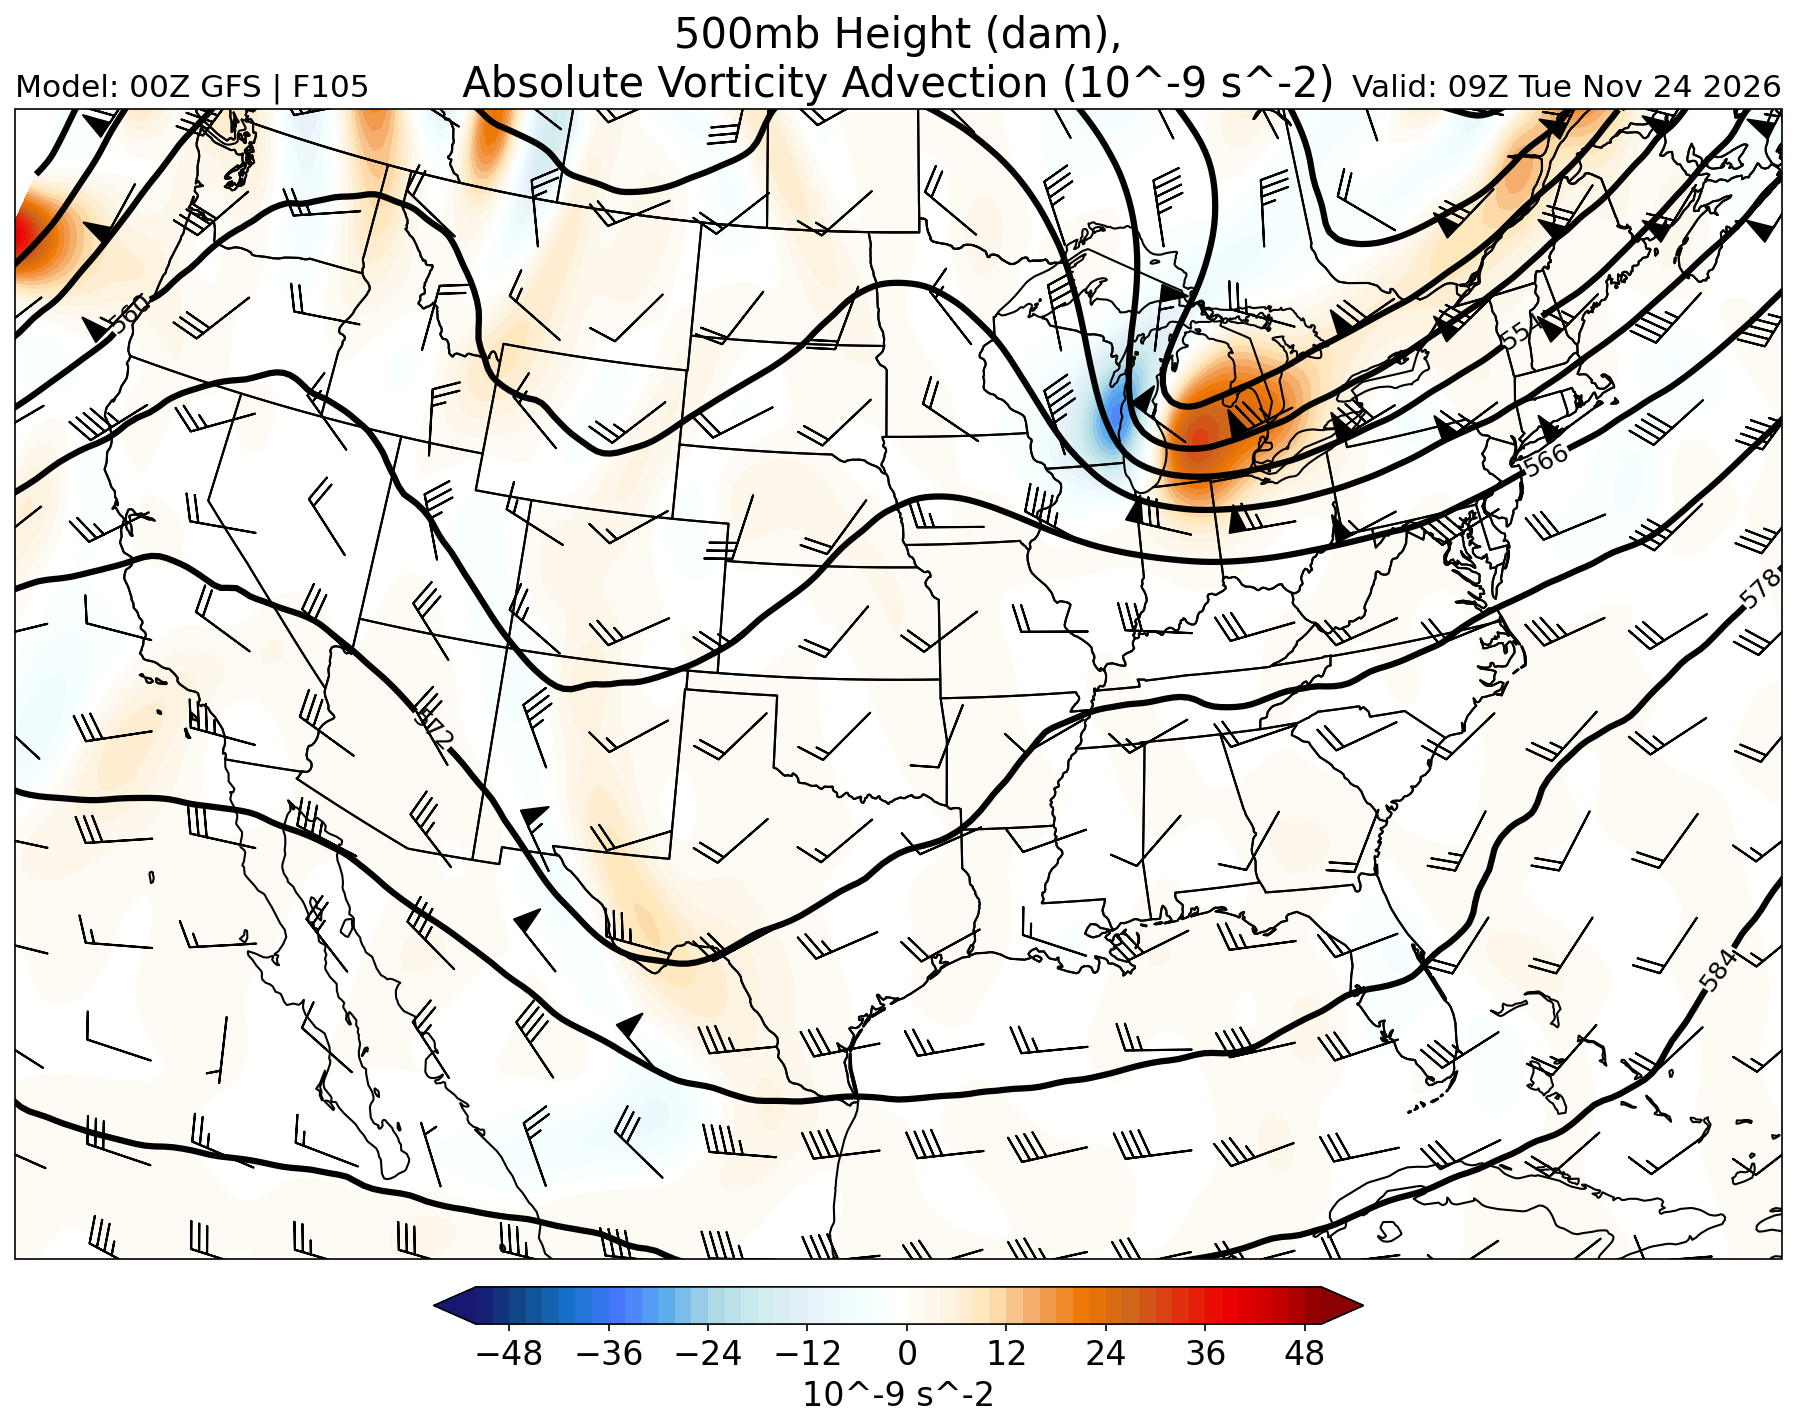 500mb Height (dam),
Model: 00Z GFS | F105
Absolute Vorticity Advection (10^-9 s^-2)
Valid: 09Z Tue Nov 24 2026
560
554
566
578
572
584
−48 −36 −24 −12 0 12 24 36 48
10^-9 s^-2